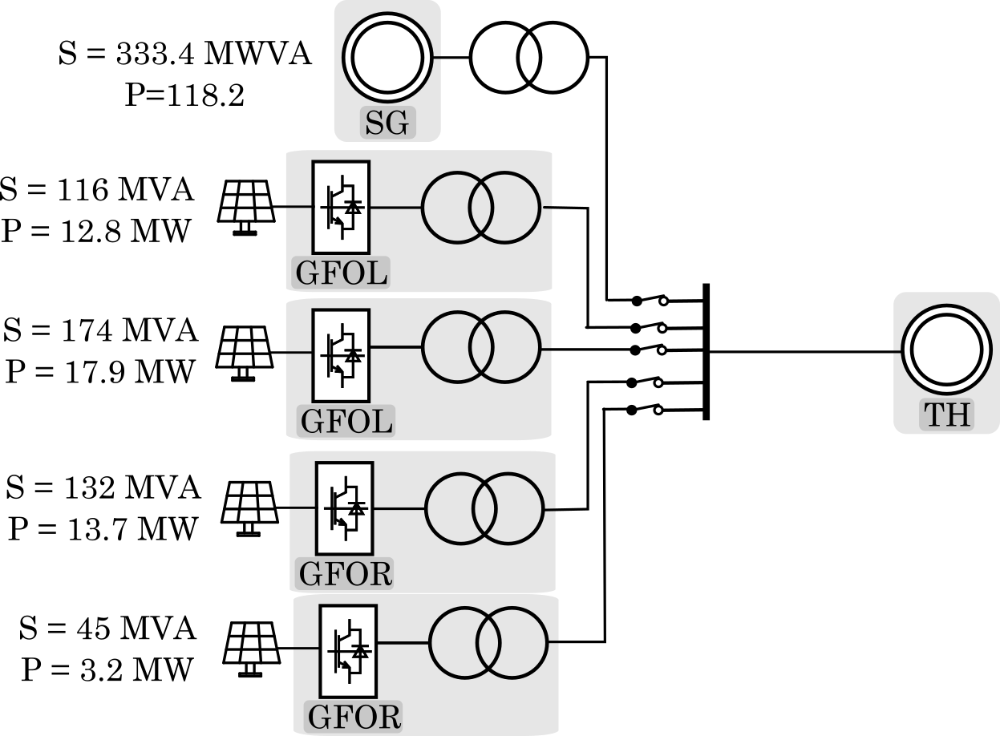 S = 333.4 MWVA
P=118.2
SG
S = 116 MVA
P = 12.8 MW
GFOL
S = 174 MVA
P = 17.9 MW
GFOL
TH
S = 132 MVA
P = 13.7 MW
GFOR
S = 45 MVA
P = 3.2 MW
GFOR